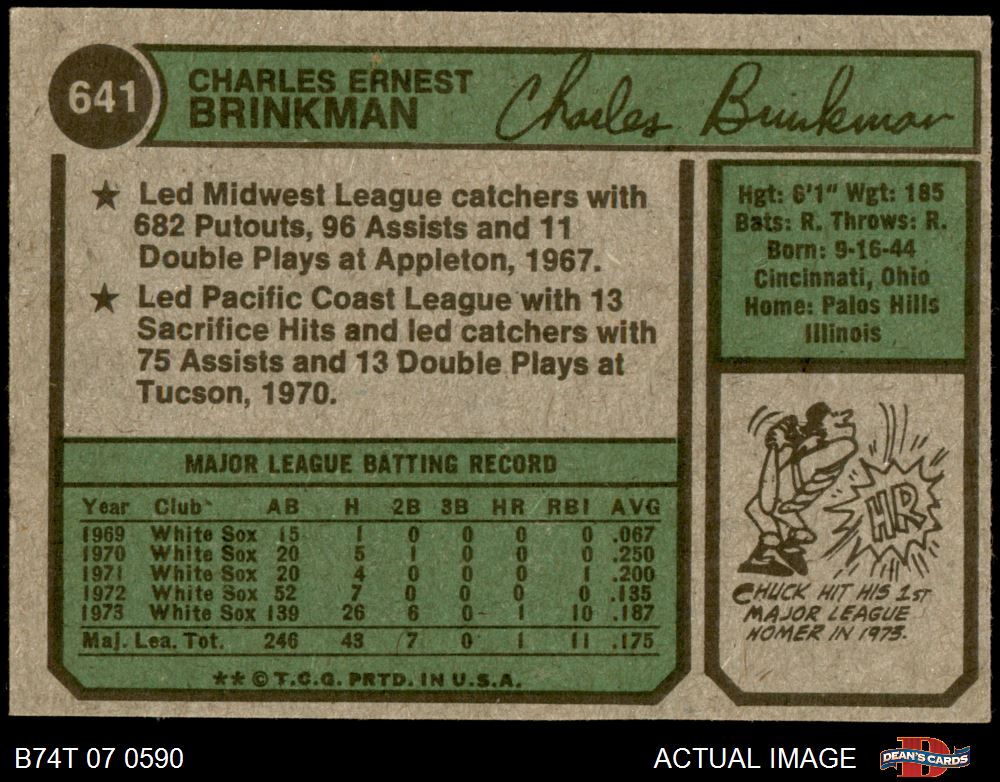 641
CHARLES ERNEST
BRINKMAN
Charles Brinkman
★ Led Midwest League catchers with
682 Putouts, 96 Assists and 11
Double Plays at Appleton, 1967.
★ Led Pacific Coast League with 13
Sacrifice Hits and led catchers with
75 Assists and 13 Double Plays at
Tucson, 1970.
Hgt: 6'1" Wgt: 185
Bats: R. Throws: R.
Born: 9-16-44
Cincinnati, Ohio
Home: Palos Hills
Illinois
MAJOR LEAGUE BATTING RECORD
Year Club AB H 2B 3B HR RBI AVG
1969 White Sox 15 1 0 0 0 0 .067
1970 White Sox 20 5 1 0 0 0 .250
1971 White Sox 20 4 0 0 0 1 .200
1972 White Sox 52 7 0 0 0 0 .135
1973 White Sox 139 26 6 0 1 10 .187
Maj. Lea. Tot. 246 43 7 0 1 11 .175
** © T.C.G. PRTD. IN U.S.A.
HR
CHUCK HIT HIS 1ST
MAJOR LEAGUE
HOMER IN 1973.
B74T 07 0590
ACTUAL IMAGE
DEAN'S CARDS